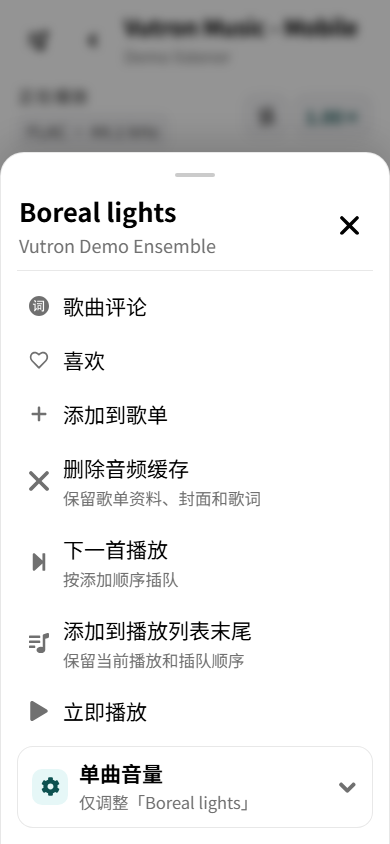 Vutron Music - Mobile
Boreal lights
Vutron Demo Ensemble
词
歌曲评论
喜欢
添加到歌单
删除音频缓存
保留歌单资料、封面和歌词
下一首播放
按添加顺序插队
添加到播放列表末尾
保留当前播放和插队顺序
立即播放
单曲音量
仅调整「Boreal lights」